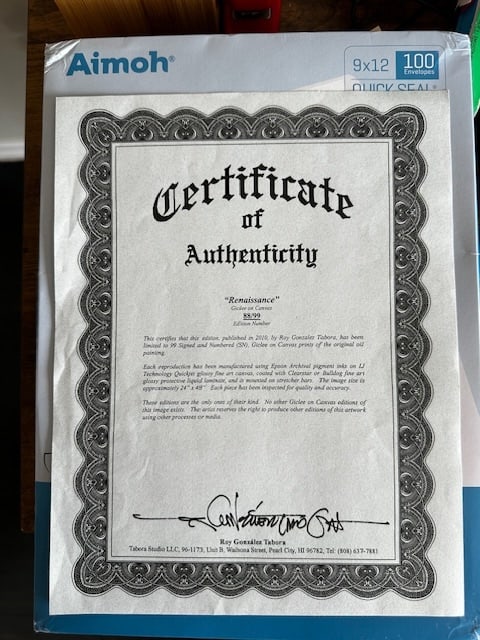 Aimoh®
9x12 100
Envelopes
QUICK SEAL®
Certificate
of
Authenticity
"Renaissance"
Giclee on Canvas
88/99
Edition Number
This certifies that this edition, published in 2010, by Roy Gonzalez Tabora, has been
limited to 99 Signed and Numbered (SN), Giclee on Canvas prints of the original oil
painting.
Each reproduction has been manufactured using Epson Archival pigment inks on IJ
Technology Quickjet glossy fine art canvas, coated with Clearstar or Bulldog fine art
glossy protective liquid laminate, and is mounted on stretcher bars. The image size is
approximately 24" x 48". Each piece has been inspected for quality and accuracy.
These editions are the only ones of their kind. No other Giclee on Canvas editions of
this image exists. The artist reserves the right to produce other editions of this artwork
using other processes or media.
Roy González Tabora
Tabora Studio LLC, 96-1173, Unit B, Waihona Street, Pearl City, HI 96782, Tel: (808) 637-7881